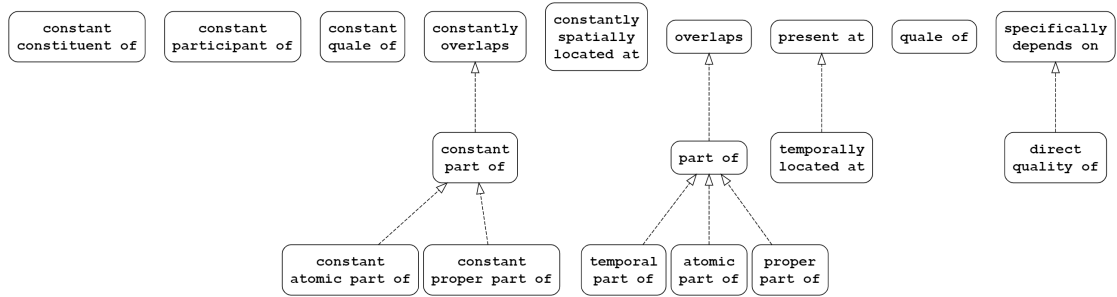 constant
constituent of
constant
participant of
constant
quale of
constantly
overlaps
constantly
spatially
located at
overlaps
present at
quale of
specifically
depends on
constant
part of
part of
temporally
located at
direct
quality of
constant
atomic part of
constant
proper part of
temporal
part of
atomic
part of
proper
part of